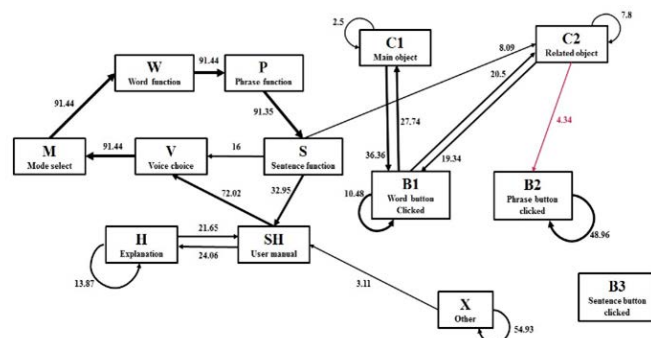 7.8
2.5
C1
Main object
8.09
C2
Related object
W
Word function
91.44
P
Phrase function
20.5
91.44
91.35
27.74
4.34
M
Mode select
91.44
V
Voice choice
16
S
Sentence function
36.36
19.34
72.02
32.95
10.48
B1
Word button
Clicked
B2
Phrase button
clicked
H
Explanation
21.65
24.06
SH
User manual
48.96
13.87
3.11
B3
Sentence button
clicked
X
Other
54.93